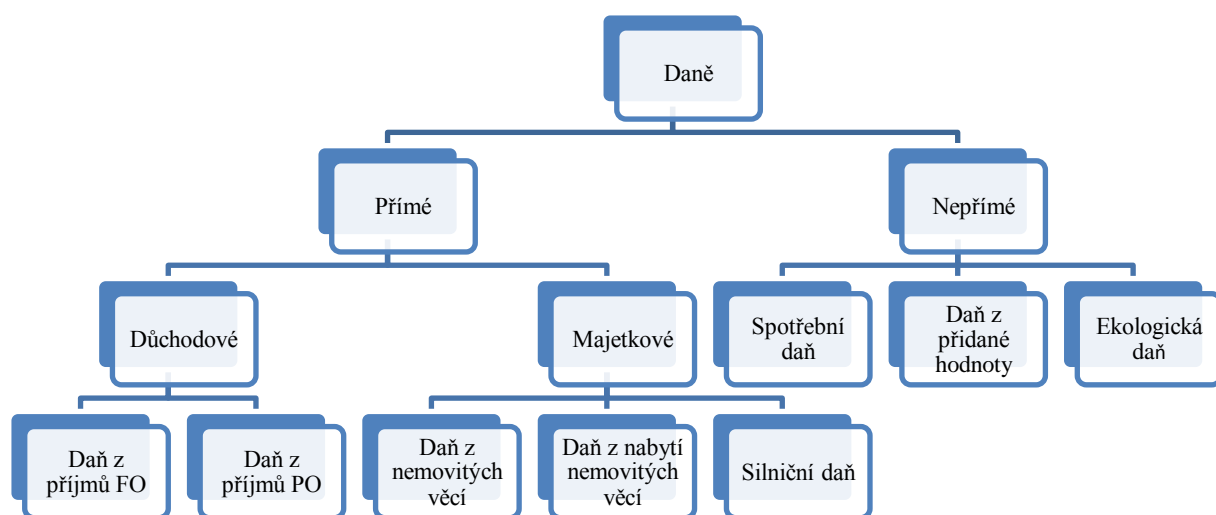 Daně
Přímé
Nepřímé
Důchodové
Majetkové
Spotřební
daň
Daň z
přidané
hodnoty
Ekologická
daň
Daň z
příjmů FO
Daň z
příjmů PO
Daň z
nemovitých
věcí
Daň z nabytí
nemovitých
věcí
Silniční daň